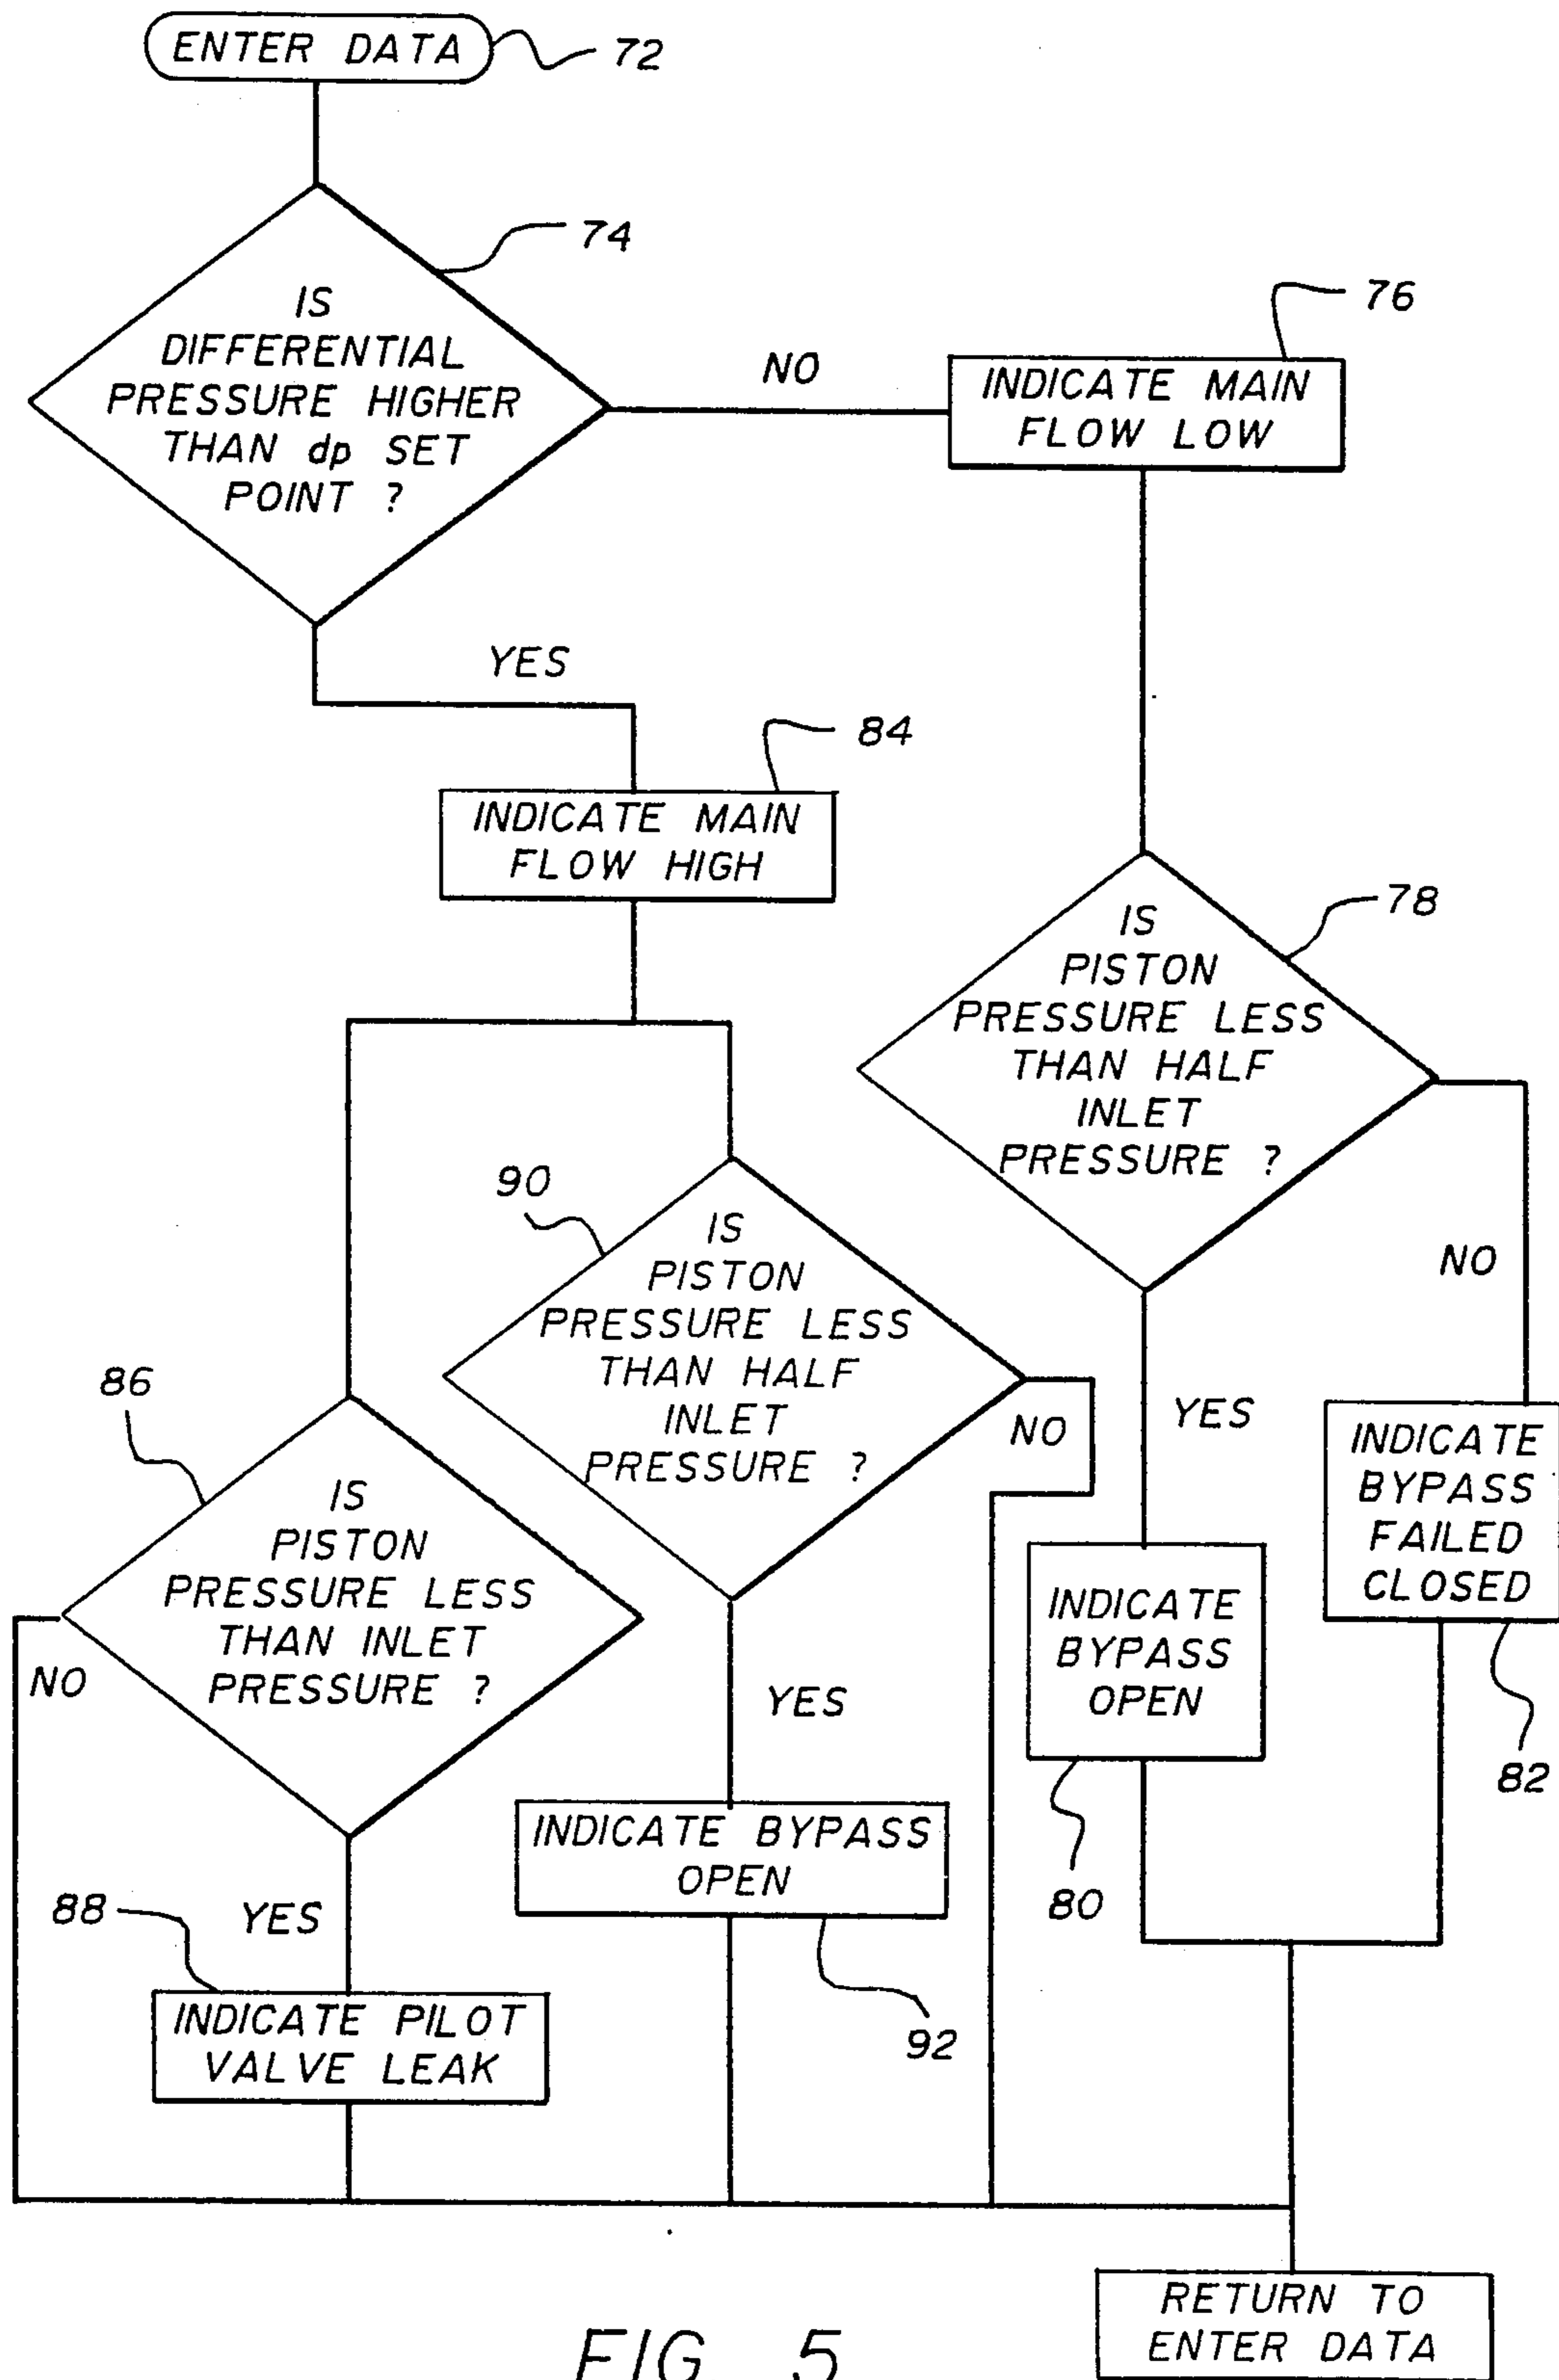 ENTER DATA
72
IS
DIFFERENTIAL
PRESSURE HIGHER
THAN dp SET
POINT ?
74
NO
INDICATE MAIN
FLOW LOW
76
YES
INDICATE MAIN
FLOW HIGH
84
IS
PISTON
PRESSURE LESS
THAN HALF
INLET
PRESSURE ?
78
NO
YES
90
IS
PISTON
PRESSURE LESS
THAN HALF
INLET
PRESSURE ?
NO
YES
86
IS
PISTON
PRESSURE LESS
THAN INLET
PRESSURE ?
NO
YES
INDICATE
BYPASS
FAILED
CLOSED
82
INDICATE
BYPASS
OPEN
80
INDICATE BYPASS
OPEN
92
88
INDICATE PILOT
VALVE LEAK
RETURN TO
ENTER DATA
FIG 5